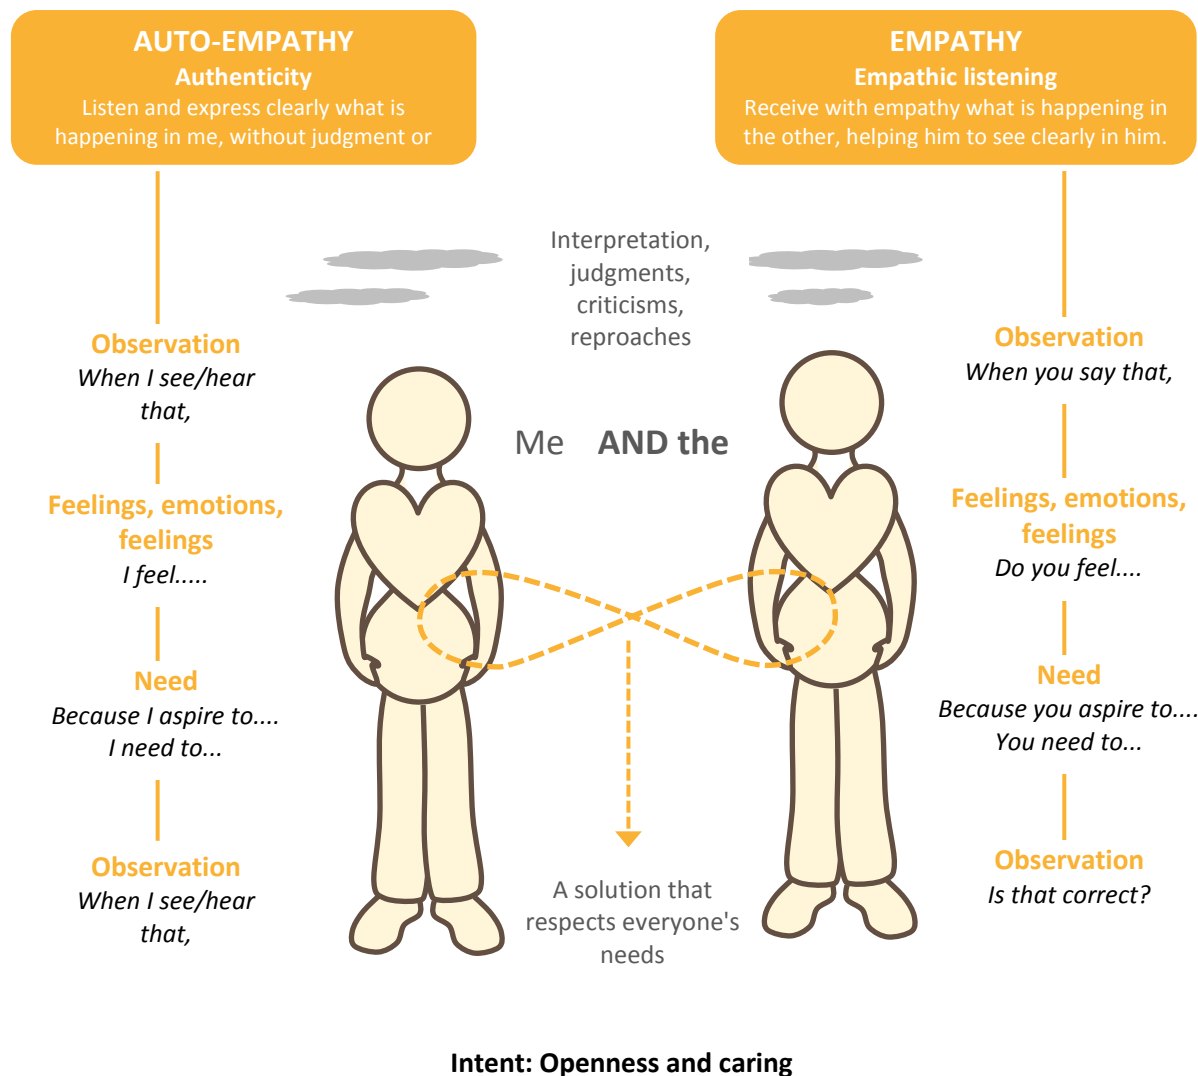 AUTO-EMPATHY
Authenticity
Listen and express clearly what is
happening in me, without judgment or
EMPATHY
Empathic listening
Receive with empathy what is happening in
the other, helping him to see clearly in him.
Interpretation,
judgments,
criticisms,
reproaches
Me AND the
Observation
When I see/hear
that,
Feelings, emotions,
feelings
I feel.....
Need
Because I aspire to....
I need to...
Observation
When I see/hear
that,
Observation
When you say that,
Feelings, emotions,
feelings
Do you feel....
Need
Because you aspire to....
You need to...
Observation
Is that correct?
A solution that
respects everyone's
needs
Intent: Openness and caring